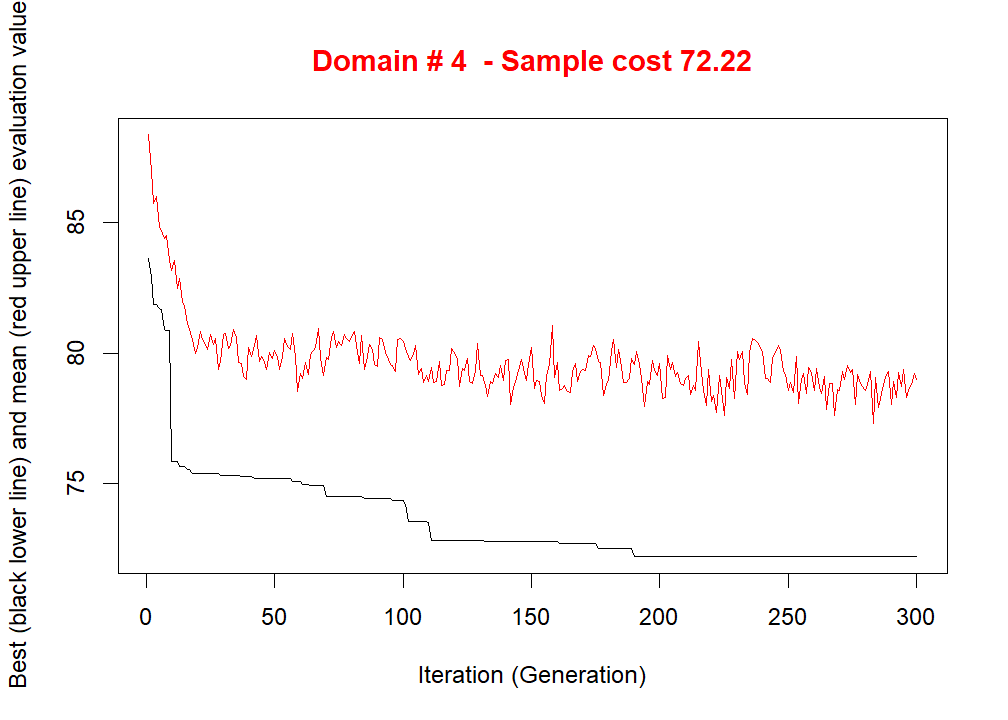 Domain # 4  - Sample cost 72.22
Best (black lower line) and mean (red upper line) evaluation value
85
80
75
0 50 100 150 200 250 300
Iteration (Generation)